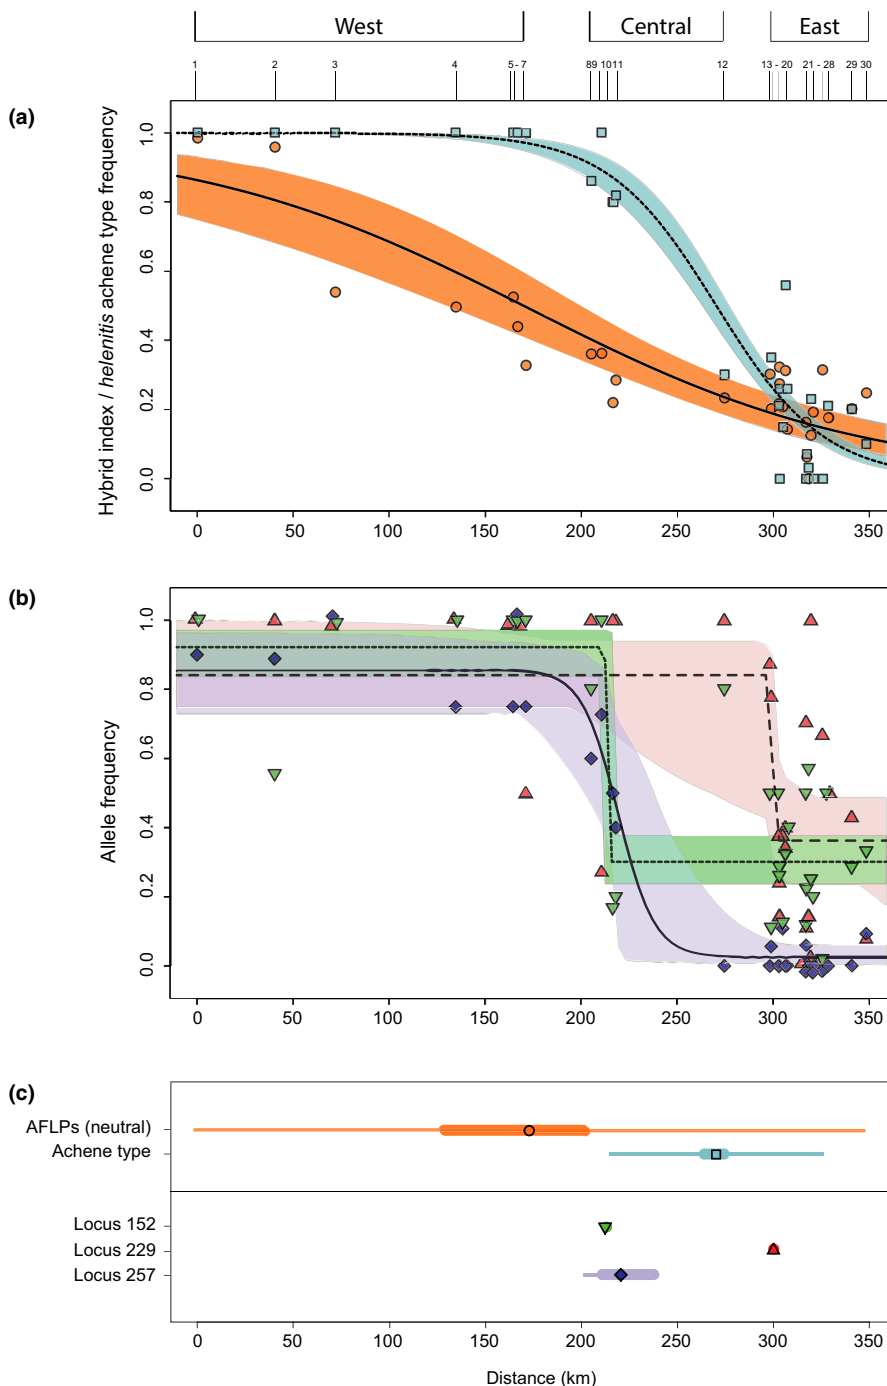 West Central East
1 2 3 4 5 - 7 8 9 10 11 12 13 - 20 21 - 28 29 30
(a)
Hybrid index / helenitis achene type frequency
1.0
0.8
0.6
0.4
0.2
0.0
0 50 100 150 200 250 300 350
(b)
Allele frequency
1.0
0.8
0.6
0.4
0.2
0.0
0 50 100 150 200 250 300 350
(c)
AFLPs (neutral)
Achene type
Locus 152
Locus 229
Locus 257
0 50 100 150 200 250 300 350
Distance (km)